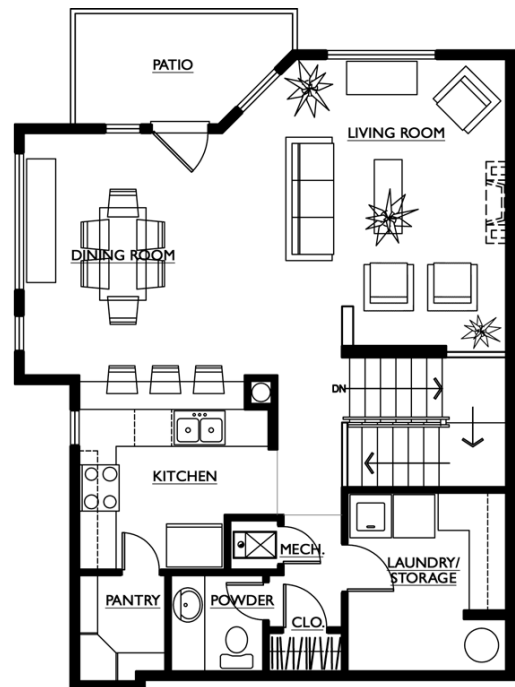 PATIO
LIVING ROOM
DINING ROOM
DN
KITCHEN
MECH.
LAUNDRY/
STORAGE
PANTRY
POWDER
CLO.